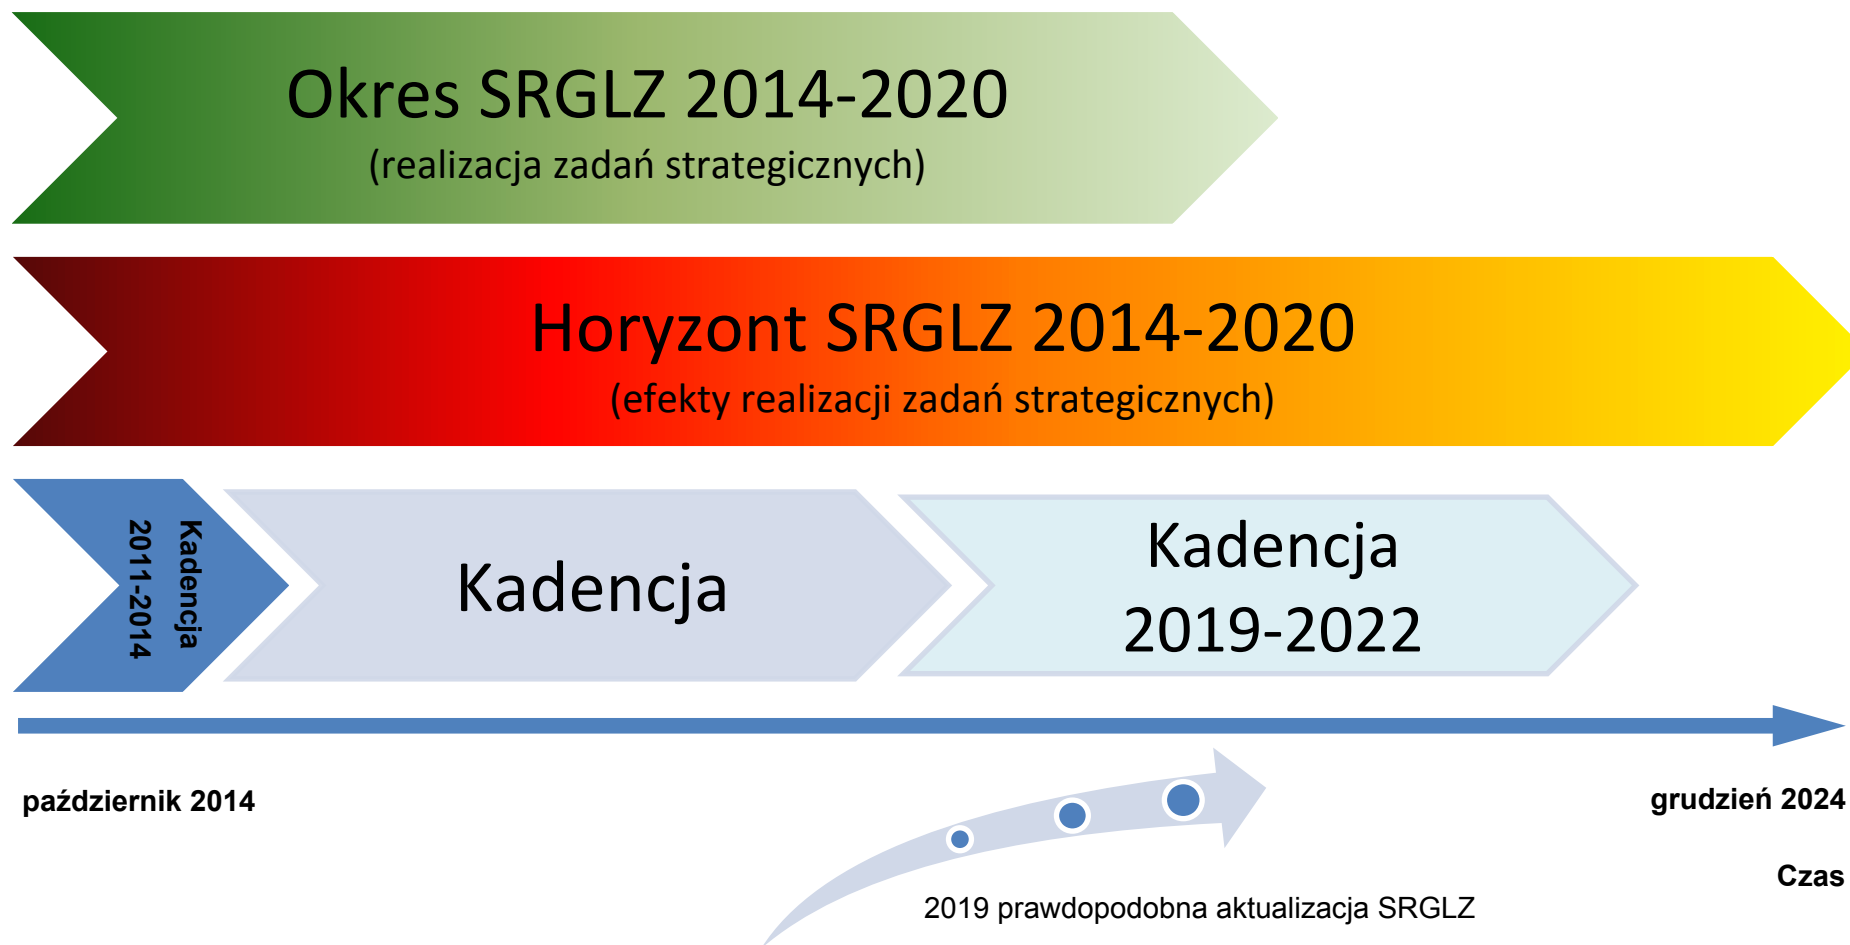 Okres SRGLZ 2014-2020
(realizacja zadań strategicznych)
Horyzont SRGLZ 2014-2020
(efekty realizacji zadań strategicznych)
Kadencja
2011-2014
Kadencja
Kadencja
2019-2022
październik 2014
grudzień 2024
Czas
2019 prawdopodobna aktualizacja SRGLZ